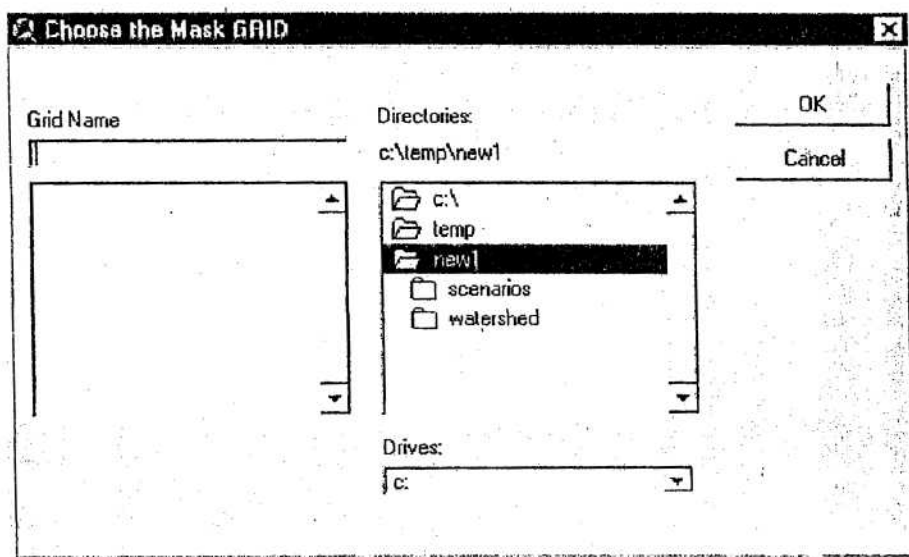 Choose the Mask GRID
Grid Name
Directories:
c:\temp\new1
c:\
temp
new1
scenarios
watershed
Drives:
c:
OK
Cancel